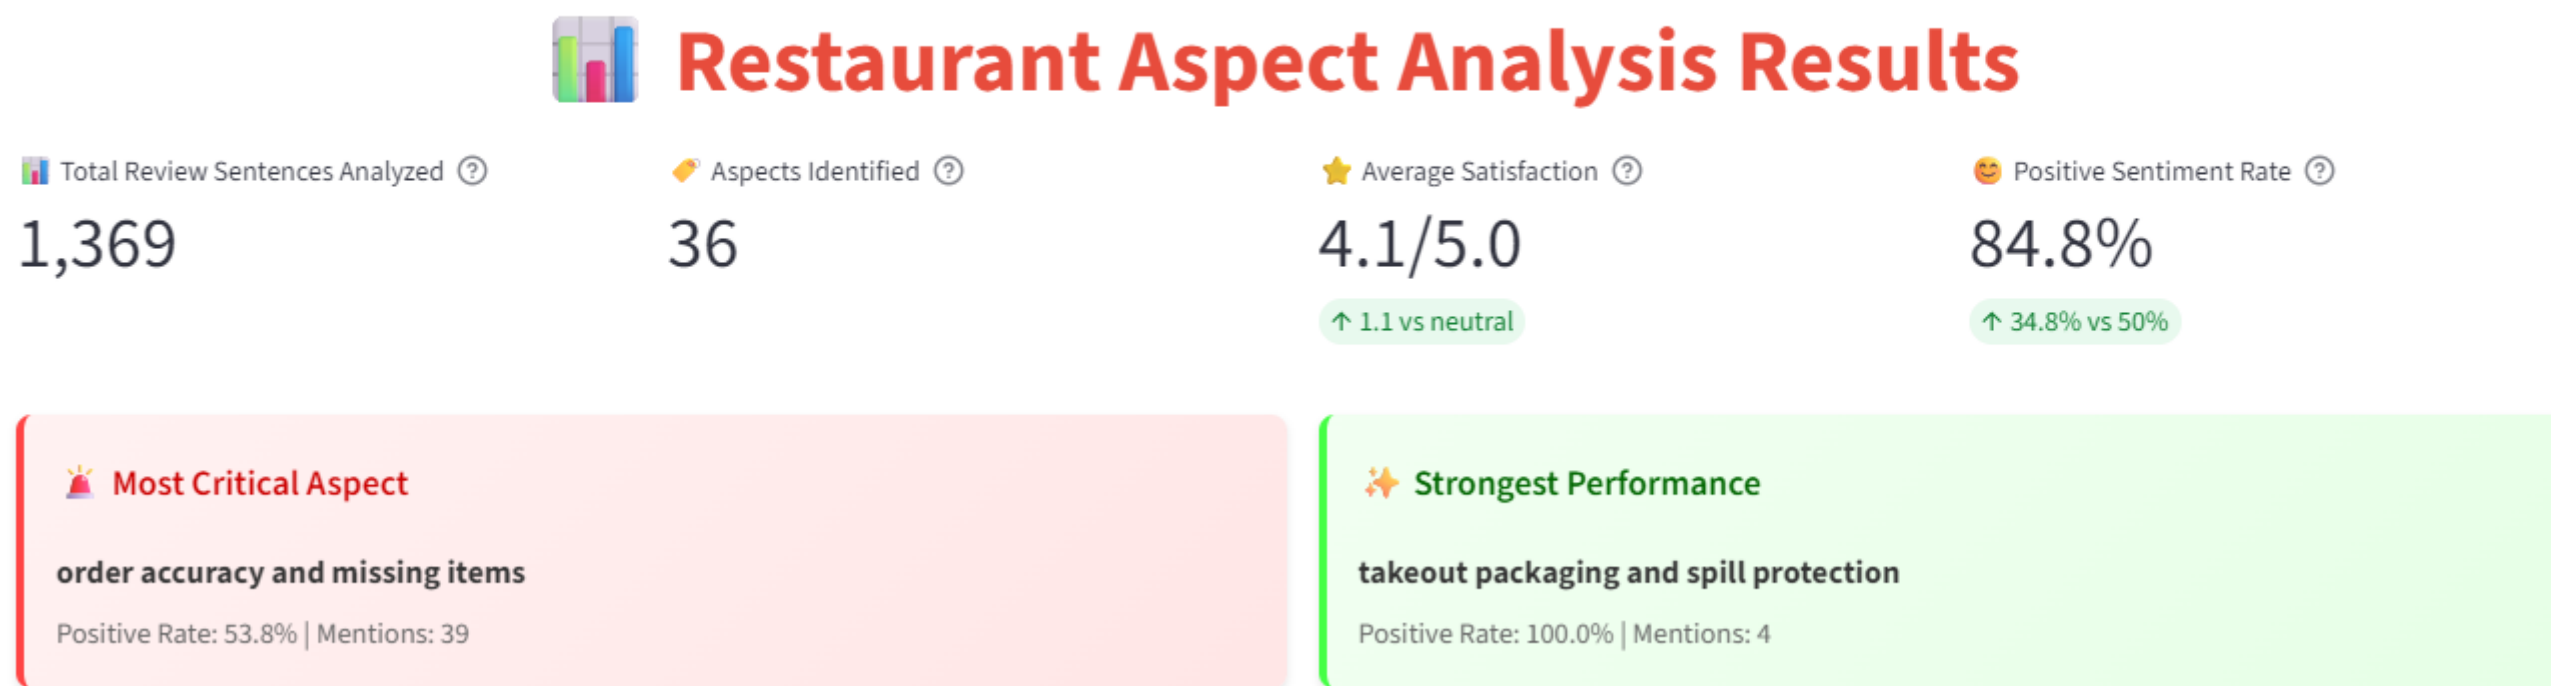 Restaurant Aspect Analysis Results
Total Review Sentences Analyzed ?
Aspects Identified ?
Average Satisfaction ?
Positive Sentiment Rate ?
1,369
36
4.1/5.0
84.8%
↑ 1.1 vs neutral
↑ 34.8% vs 50%
Most Critical Aspect
order accuracy and missing items
Positive Rate: 53.8% | Mentions: 39
Strongest Performance
takeout packaging and spill protection
Positive Rate: 100.0% | Mentions: 4